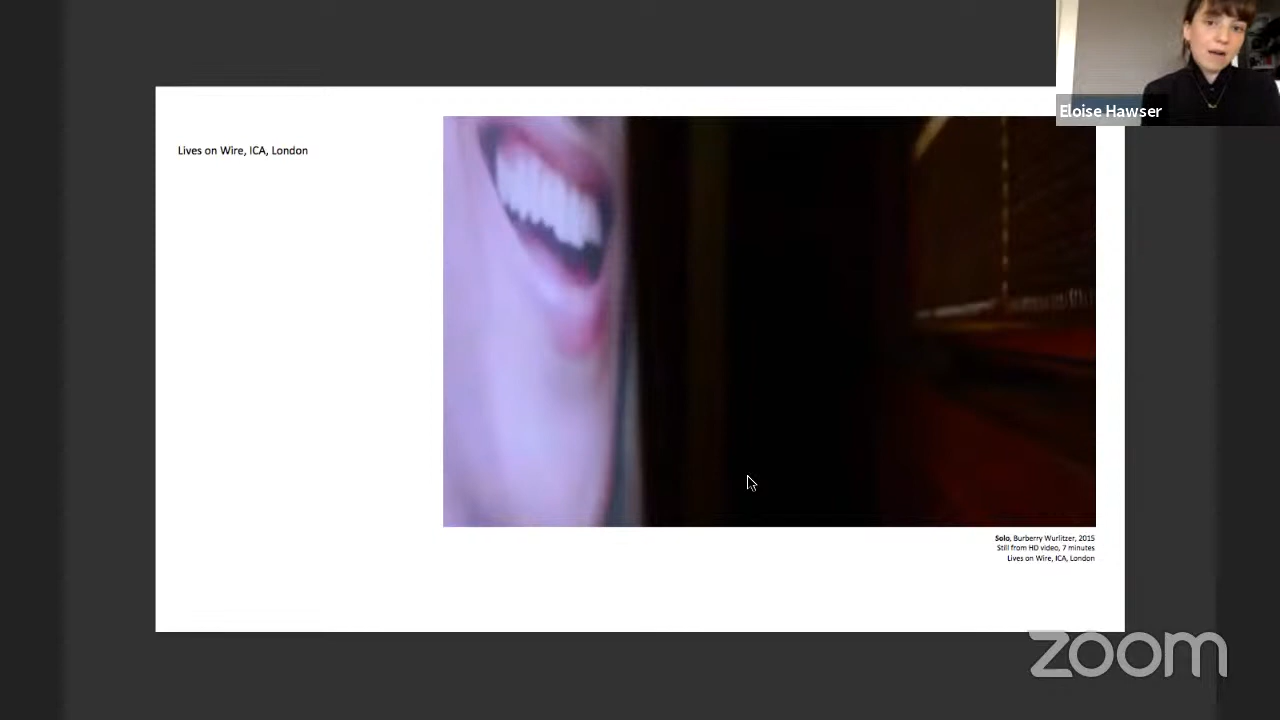 Eloise Hawser
Lives on Wire, ICA, London
Solo, Burberry Wurlitzer, 2015
Still from HD video, 7 minutes
Lives on Wire, ICA, London
zoom